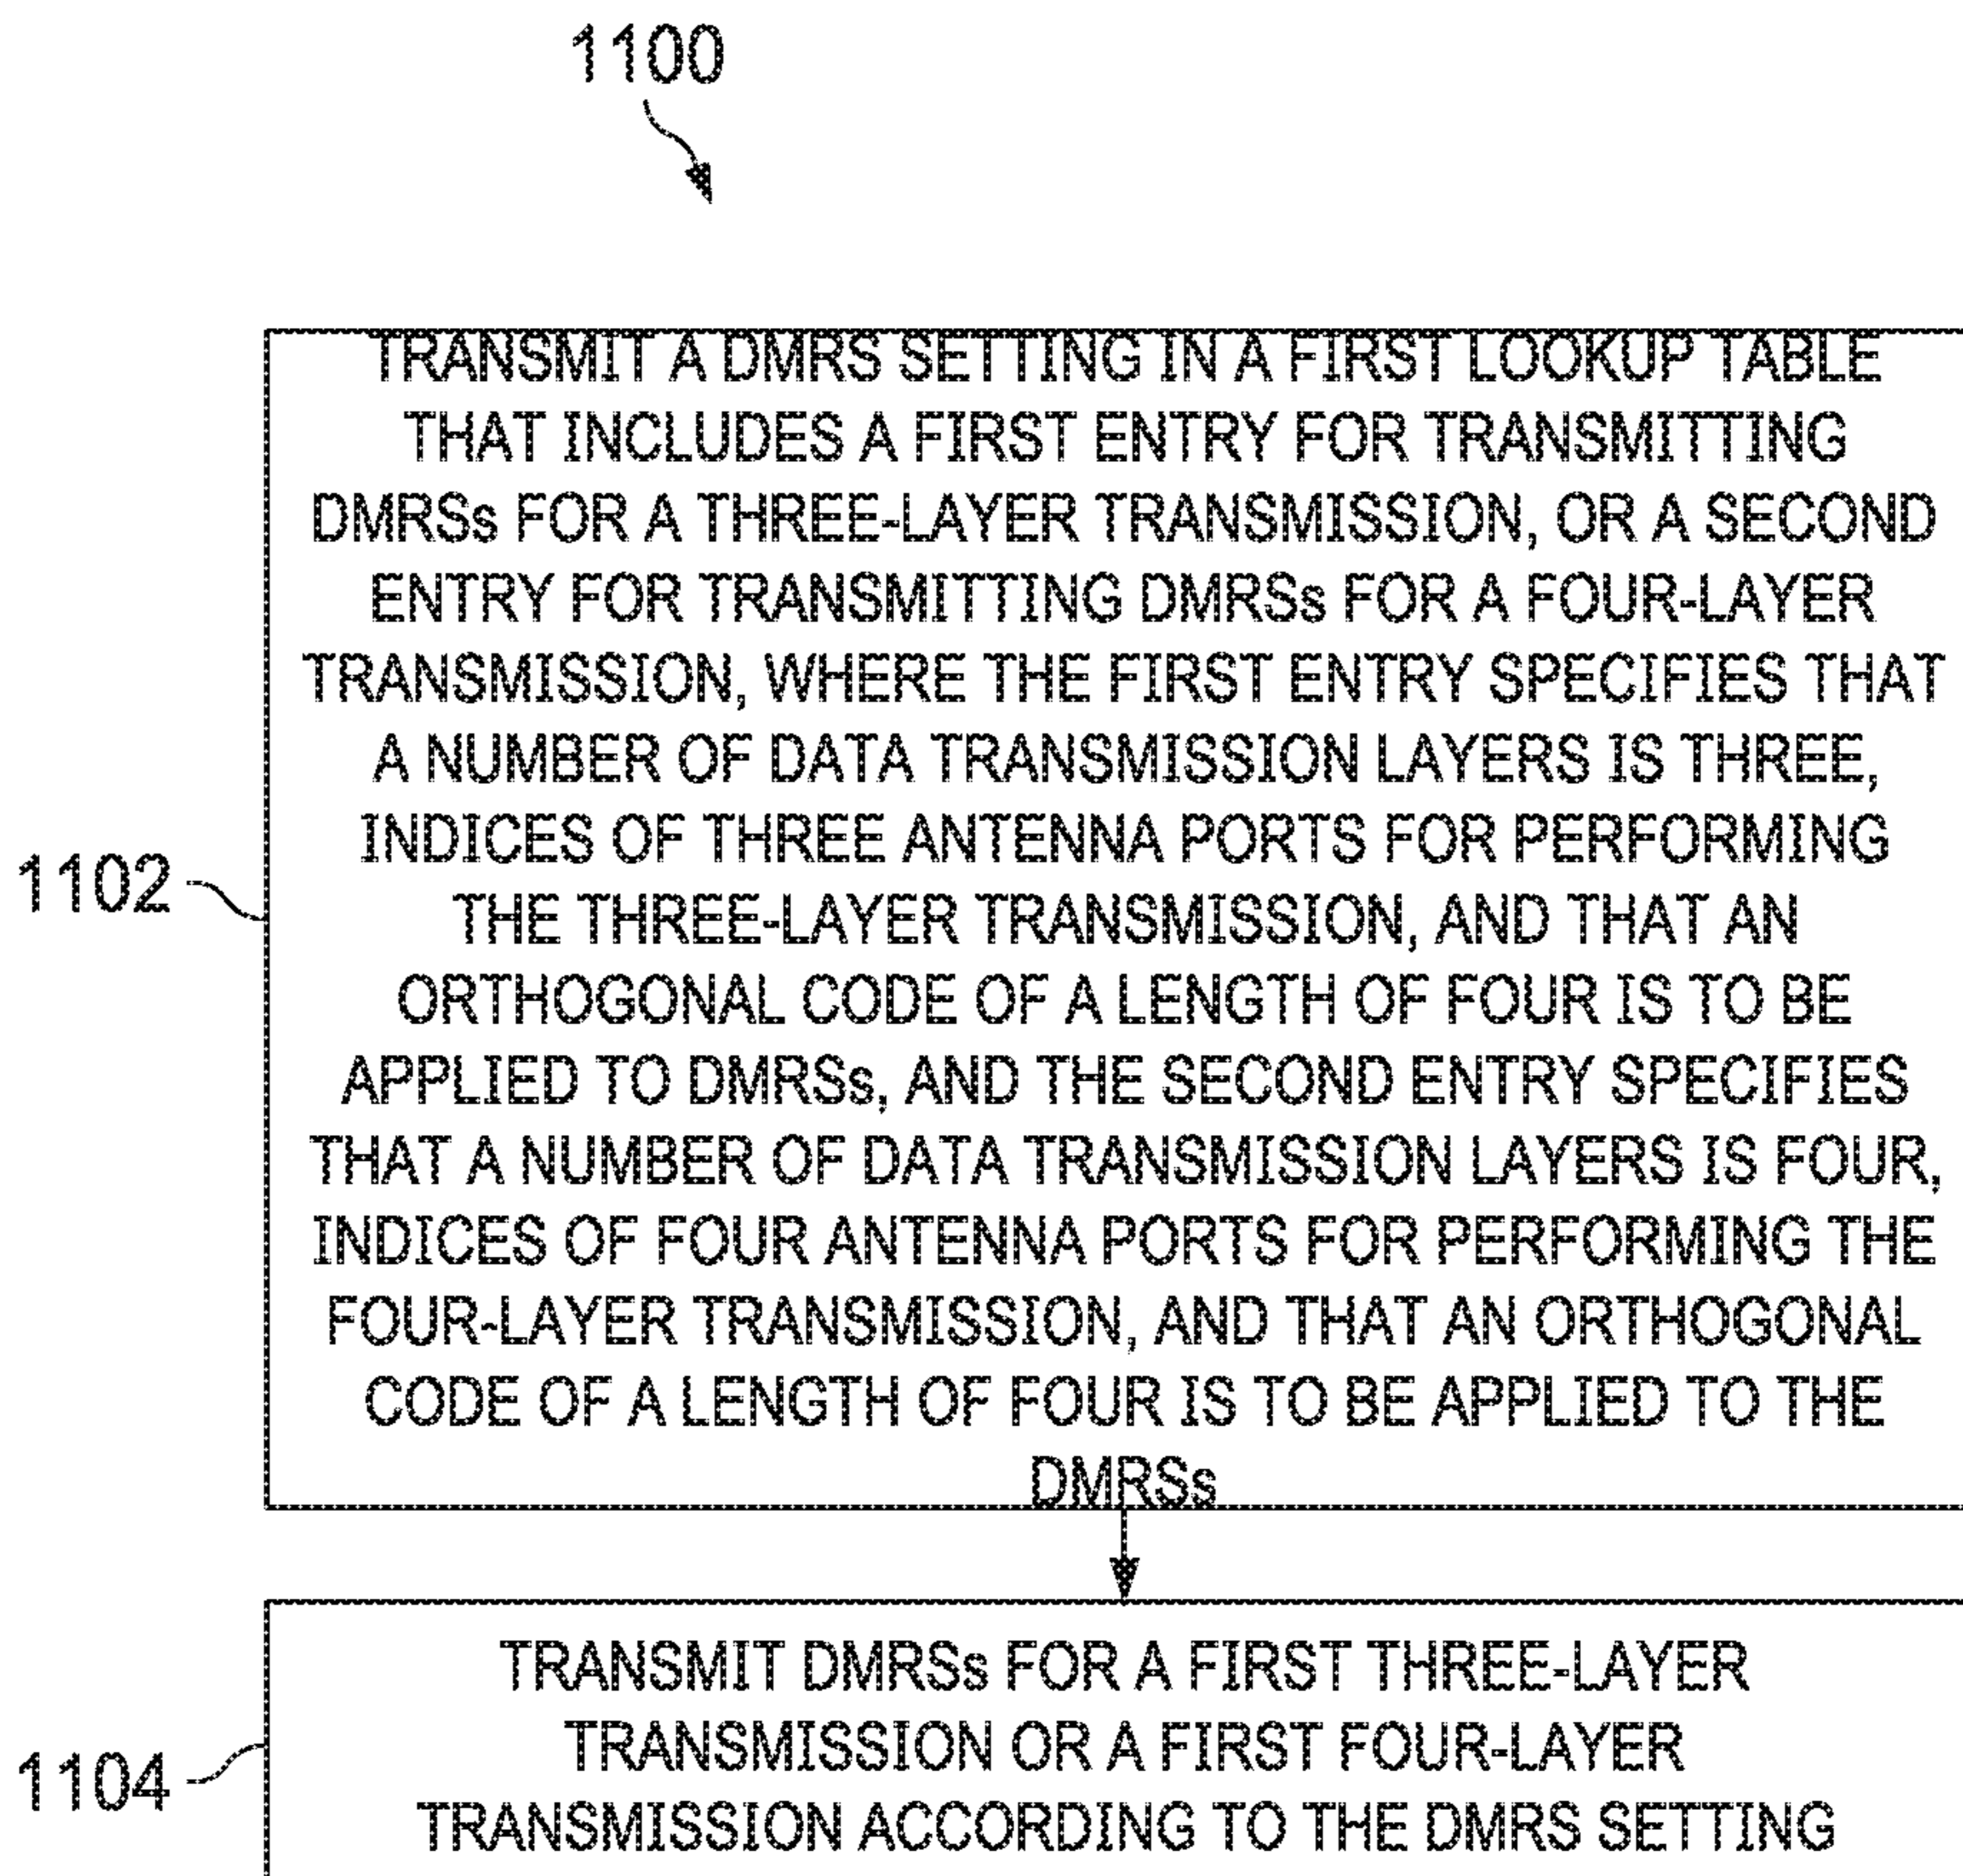 1100
TRANSMIT A DMRS SETTING IN A FIRST LOOKUP TABLE
THAT INCLUDES A FIRST ENTRY FOR TRANSMITTING
DMRSs FOR A THREE-LAYER TRANSMISSION, OR A SECOND
ENTRY FOR TRANSMITTING DMRSs FOR A FOUR-LAYER
TRANSMISSION, WHERE THE FIRST ENTRY SPECIFIES THAT
A NUMBER OF DATA TRANSMISSION LAYERS IS THREE,
INDICES OF THREE ANTENNA PORTS FOR PERFORMING
THE THREE-LAYER TRANSMISSION, AND THAT AN
ORTHOGONAL CODE OF A LENGTH OF FOUR IS TO BE
APPLIED TO DMRSs, AND THE SECOND ENTRY SPECIFIES
THAT A NUMBER OF DATA TRANSMISSION LAYERS IS FOUR,
INDICES OF FOUR ANTENNA PORTS FOR PERFORMING THE
FOUR-LAYER TRANSMISSION, AND THAT AN ORTHOGONAL
CODE OF A LENGTH OF FOUR IS TO BE APPLIED TO THE
DMRSs
1102
TRANSMIT DMRSs FOR A FIRST THREE-LAYER
TRANSMISSION OR A FIRST FOUR-LAYER
TRANSMISSION ACCORDING TO THE DMRS SETTING
1104